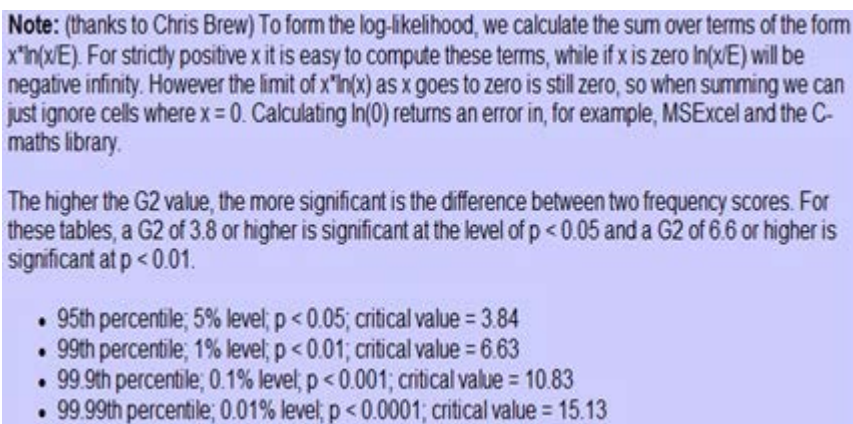 Note: (thanks to Chris Brew) To form the log-likelihood, we calculate the sum over terms of the form
x*ln(x/E). For strictly positive x it is easy to compute these terms, while if x is zero ln(x/E) will be
negative infinity. However the limit of x*ln(x) as x goes to zero is still zero, so when summing we can
just ignore cells where x = 0. Calculating ln(0) returns an error in, for example, MSExcel and the C-
maths library.
The higher the G2 value, the more significant is the difference between two frequency scores. For
these tables, a G2 of 3.8 or higher is significant at the level of p < 0.05 and a G2 of 6.6 or higher is
significant at p < 0.01.
• 95th percentile; 5% level; p < 0.05; critical value = 3.84
• 99th percentile; 1% level; p < 0.01; critical value = 6.63
• 99.9th percentile; 0.1% level; p < 0.001; critical value = 10.83
• 99.99th percentile; 0.01% level; p < 0.0001; critical value = 15.13